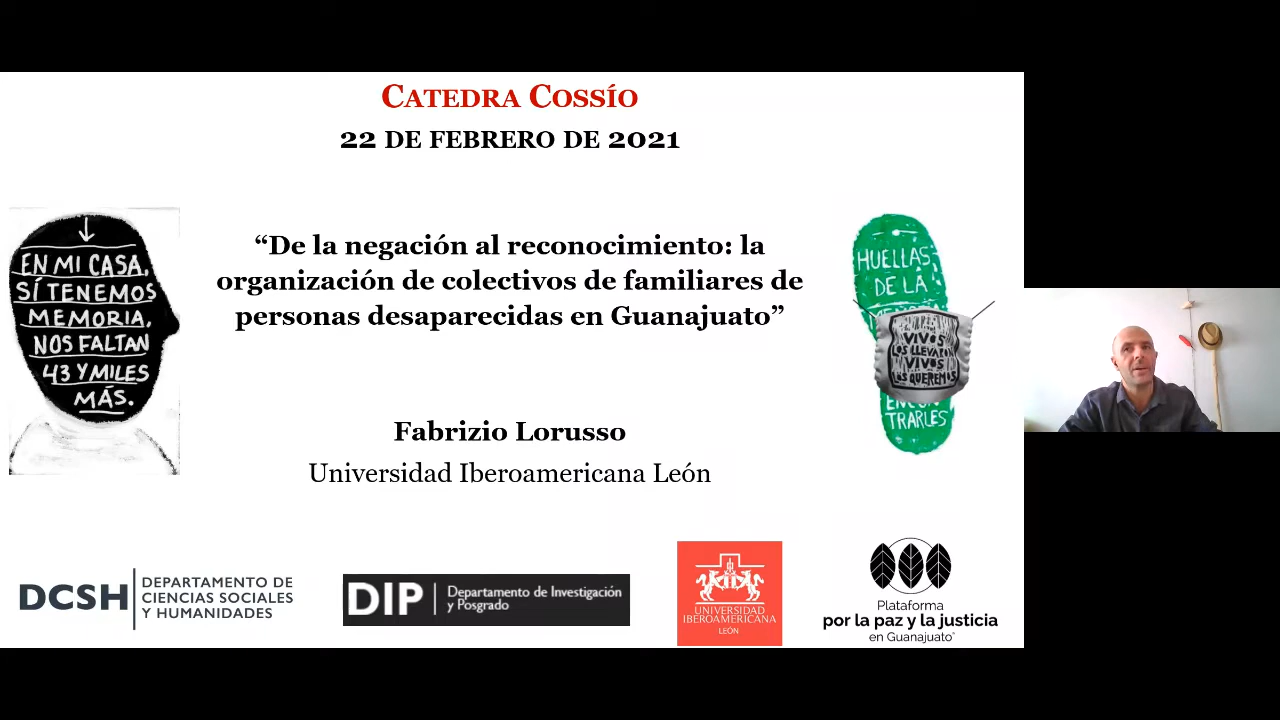 CATEDRA COSSÍO
22 DE FEBRERO DE 2021
“De la negación al reconocimiento: la
organización de colectivos de familiares de
personas desaparecidas en Guanajuato”
Fabrizio Lorusso
Universidad Iberoamericana León
EN MI CASA,
SÍ TENEMOS
MEMORIA,
NOS FALTAN
43 Y MILES
MÁS.
HUELLAS
DE LA
VIVOS
LOS LLEVARON
VIVOS
LOS QUEREMOS
TRARLES
DCSH
DEPARTAMENTO DE
CIENCIAS SOCIALES
Y HUMANIDADES
DIP
Departamento de Investigación
y Posgrado
UNIVERSIDAD
IBEROAMERICANA
LEÓN
Plataforma
por la paz y la justicia
en Guanajuato